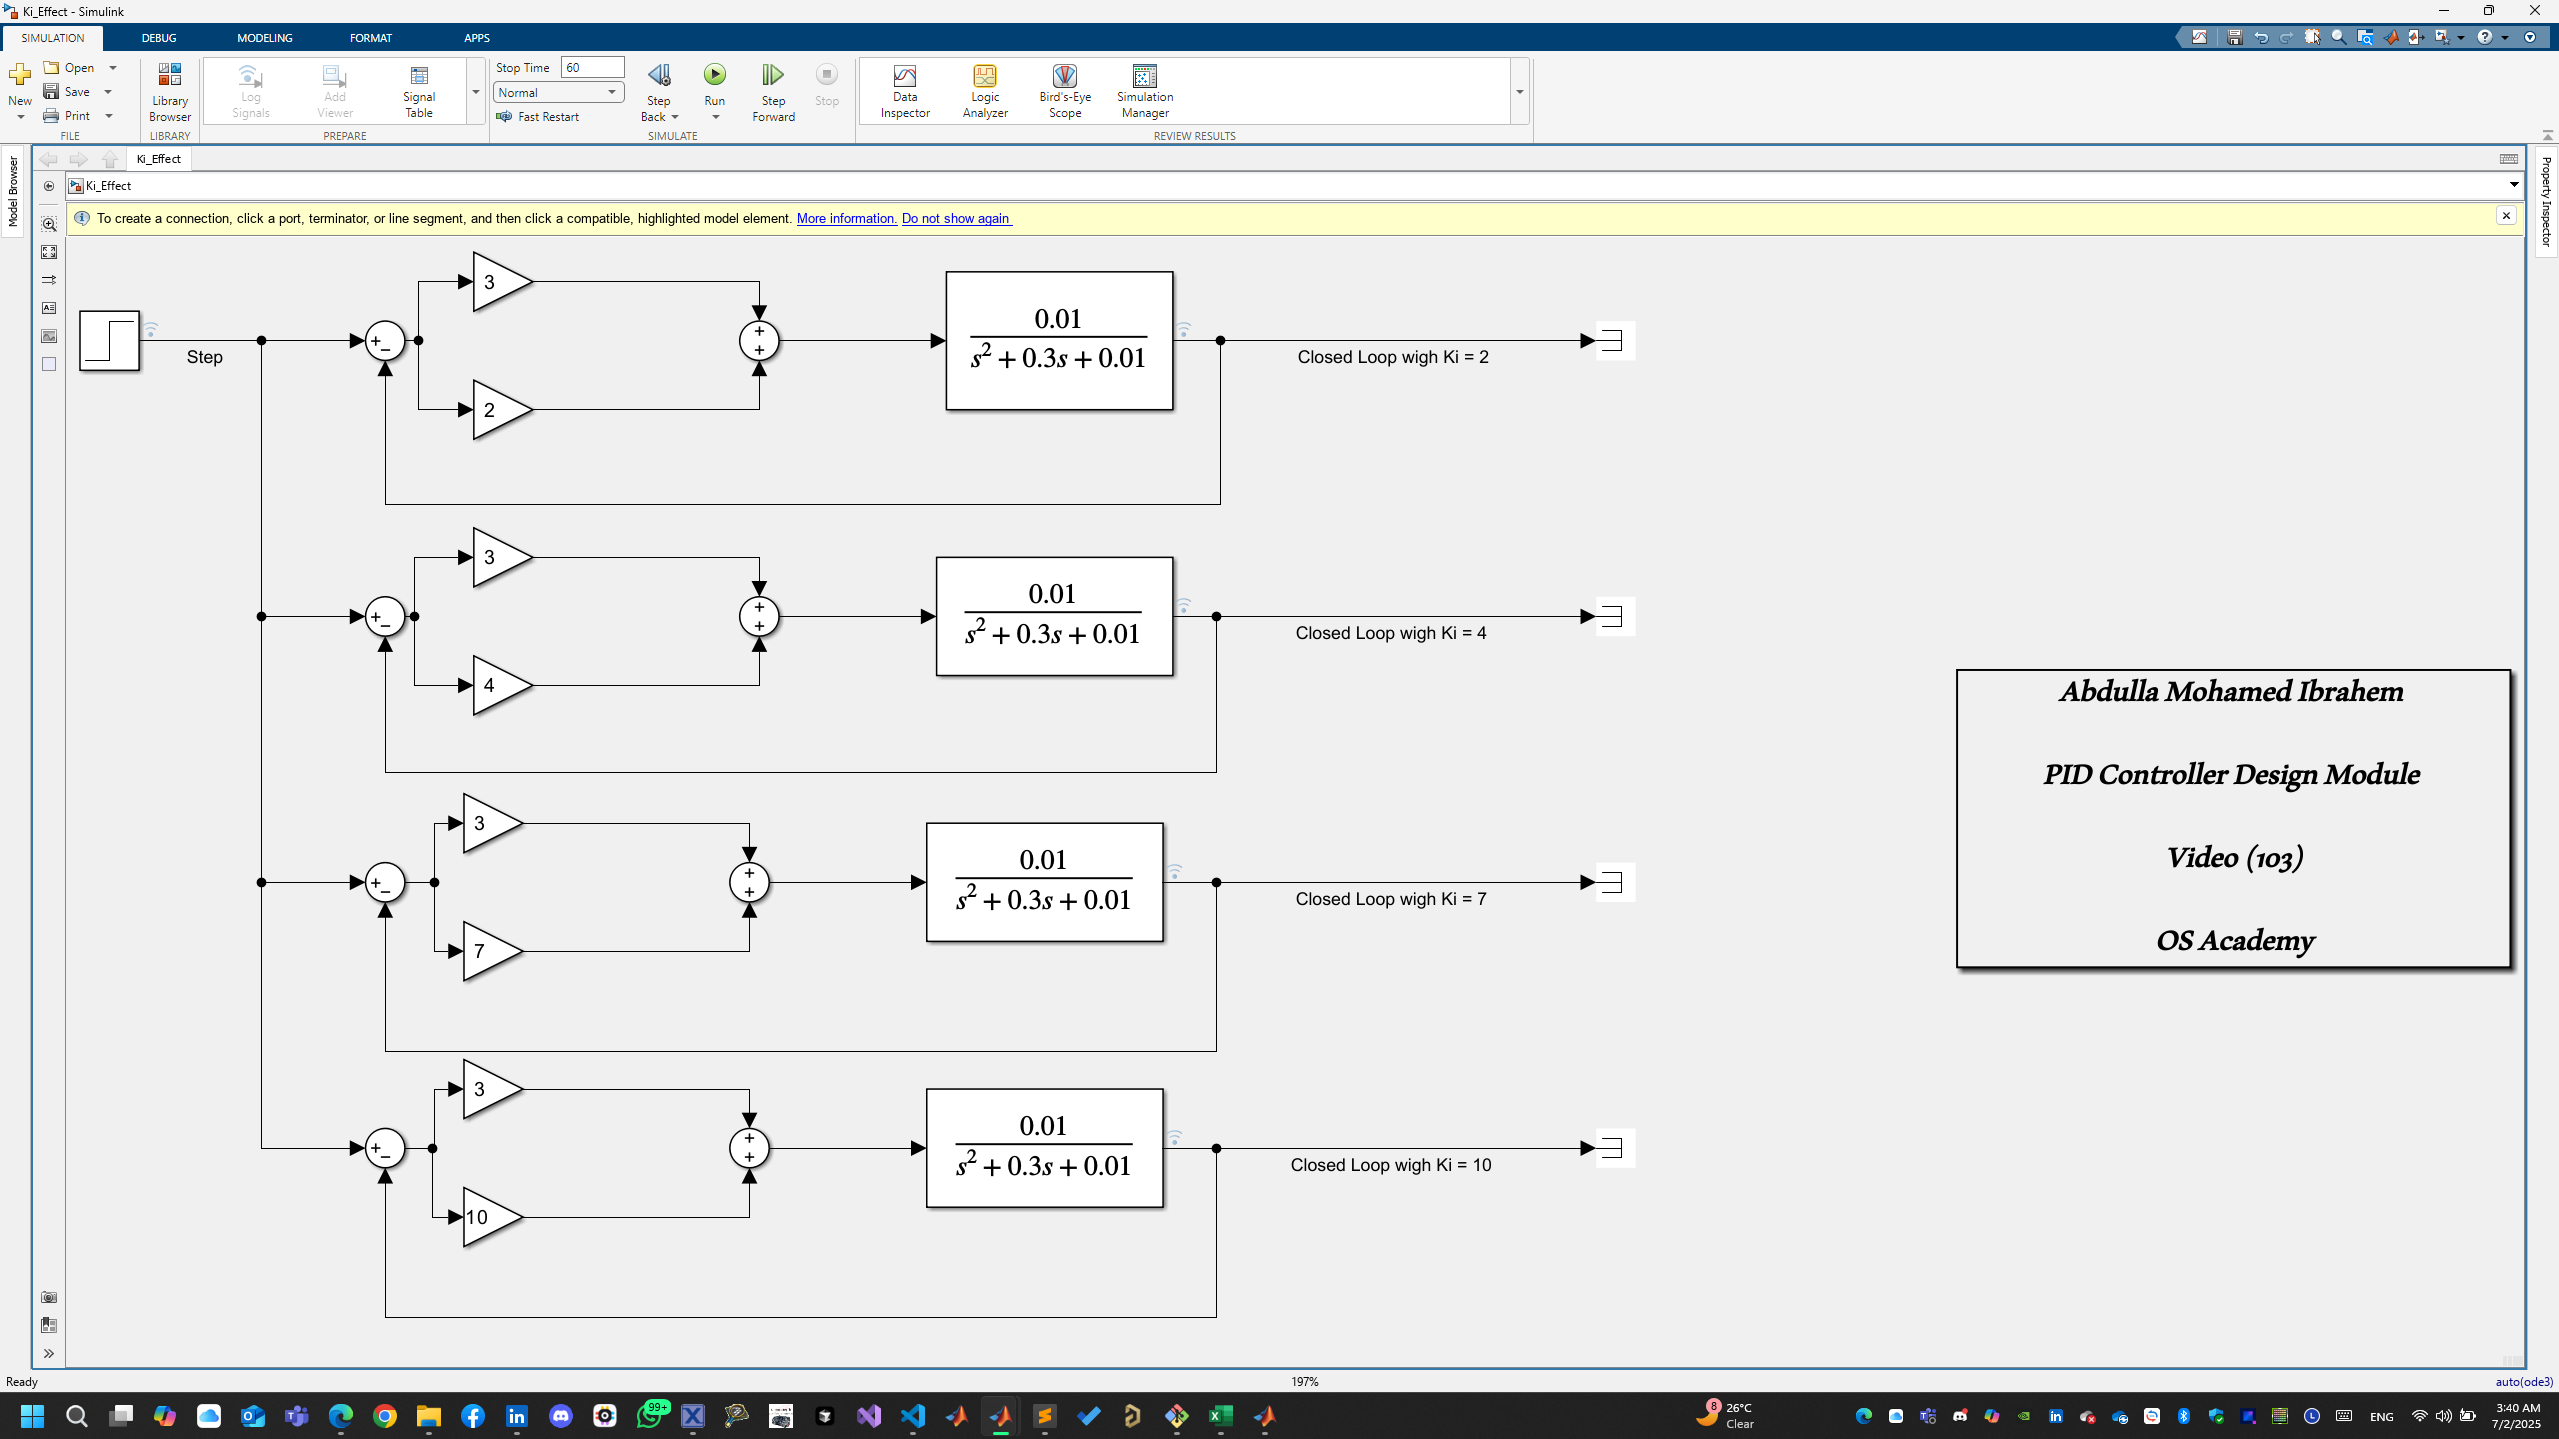 Ki_Effect - Simulink
SIMULATION DEBUG MODELING FORMAT APPS
New
Open
Save
Print
FILE
Library Browser
LIBRARY
Log Signals
Add Viewer
Signal Table
PREPARE
Stop Time 60
Normal
Fast Restart
Step Back
Run
Step Forward
Stop
SIMULATE
Data Inspector
Logic Analyzer
Bird's-Eye Scope
Simulation Manager
REVIEW RESULTS
Model Browser
Property Inspector
Ki_Effect
Ki_Effect
To create a connection, click a port, terminator, or line segment, and then click a compatible, highlighted model element. More information. Do not show again
Step
3
2
+
−
+
+
0.01
s² + 0.3s + 0.01
Closed Loop wigh Ki = 2
3
4
+
−
+
+
0.01
s² + 0.3s + 0.01
Closed Loop wigh Ki = 4
3
7
+
−
+
+
0.01
s² + 0.3s + 0.01
Closed Loop wigh Ki = 7
3
10
+
−
+
+
0.01
s² + 0.3s + 0.01
Closed Loop wigh Ki = 10
Abdulla Mohamed Ibrahem
PID Controller Design Module
Video (103)
OS Academy
Ready
197%
auto(ode3)
99+
8
26°C
Clear
ENG
3:40 AM
7/2/2025